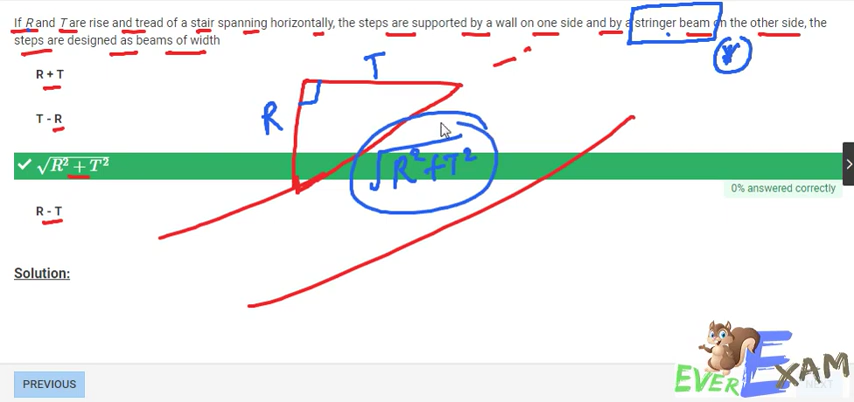 If R and T are rise and tread of a stair spanning horizontally, the steps are supported by a wall on one side and by a stringer beam on the other side, the
steps are designed as beams of width
R + T
T
T - R
R
√R² + T²
√R²+T²
0% answered correctly
R - T
Solution:
PREVIOUS
NEXT
EVER EXAM